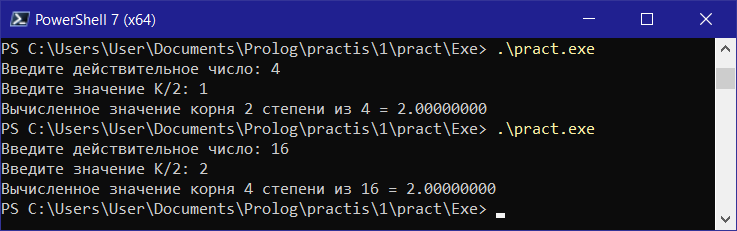 PowerShell 7 (x64)
PS C:\Users\User\Documents\Prolog\practis\1\pract\Exe> .\pract.exe
Введите действительное число: 4
Введите значение K/2: 1
Вычисленное значение корня 2 степени из 4 = 2.00000000
PS C:\Users\User\Documents\Prolog\practis\1\pract\Exe> .\pract.exe
Введите действительное число: 16
Введите значение K/2: 2
Вычисленное значение корня 4 степени из 16 = 2.00000000
PS C:\Users\User\Documents\Prolog\practis\1\pract\Exe>